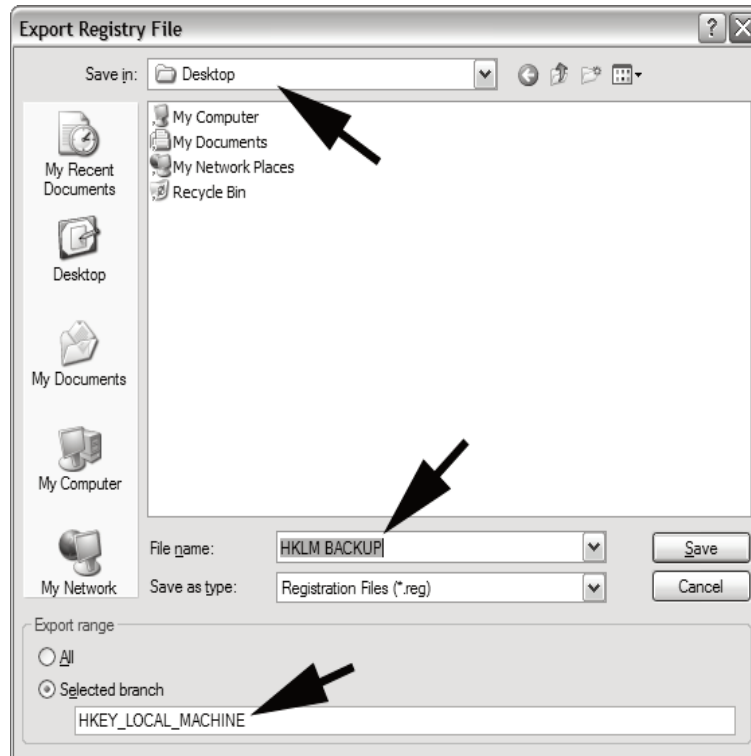 Export Registry File
Save in:
Desktop
My Recent
Documents
Desktop
My Documents
My Computer
My Network
My Computer
My Documents
My Network Places
Recycle Bin
File name:
HKLM BACKUP
Save
Save as type:
Registration Files (*.reg)
Cancel
Export range
All
Selected branch
HKEY_LOCAL_MACHINE